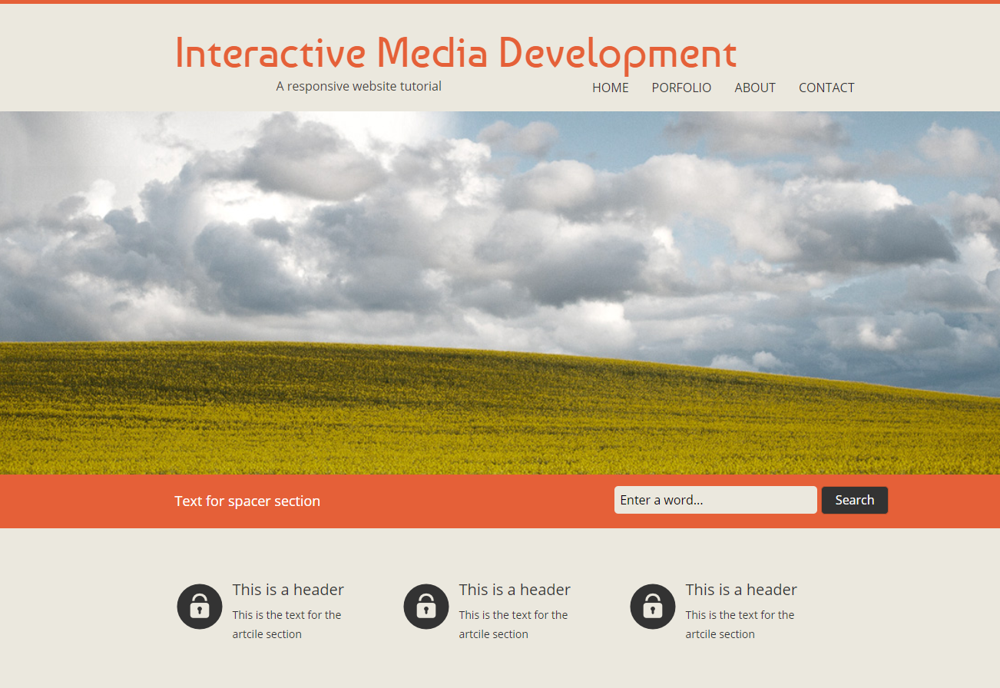 Interactive Media Development
A responsive website tutorial
HOME PORFOLIO ABOUT CONTACT
Text for spacer section
Enter a word...
Search
This is a header
This is the text for the
artcile section
This is a header
This is the text for the
artcile section
This is a header
This is the text for the
artcile section